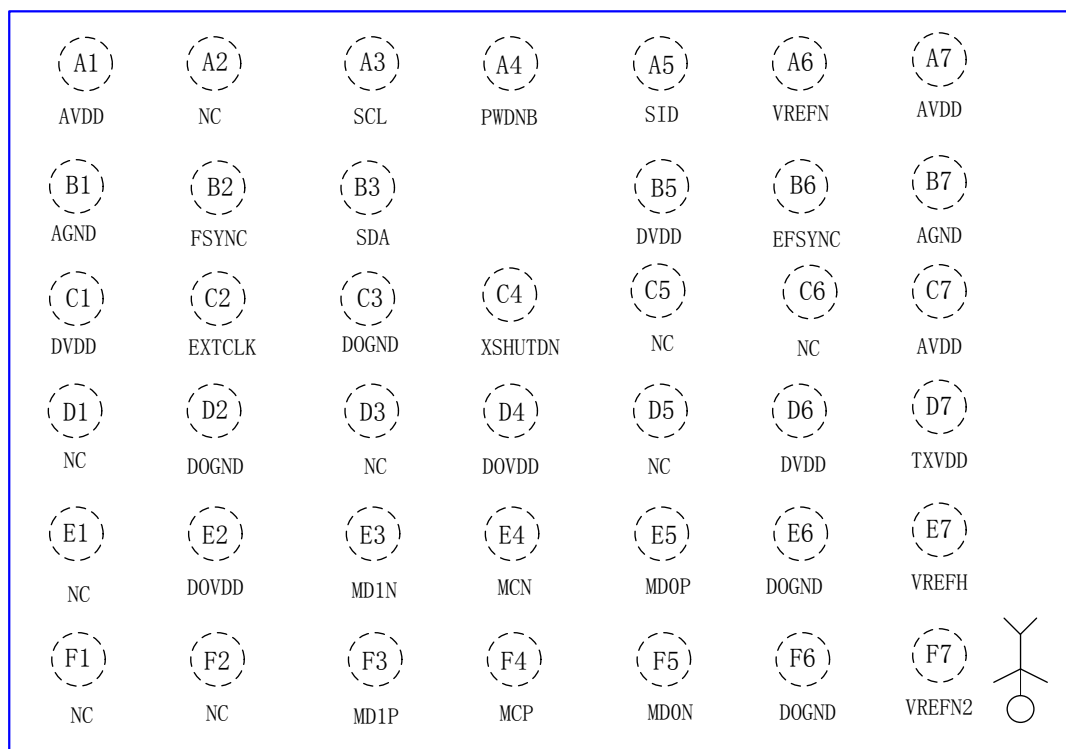 A1 A2 A3 A4 A5 A6 A7
AVDD NC SCL PWDNB SID VREFN AVDD
B1 B2 B3 B5 B6 B7
AGND FSYNC SDA DVDD EFSYNC AGND
C1 C2 C3 C4 C5 C6 C7
DVDD EXTCLK DOGND XSHUTDN NC NC AVDD
D1 D2 D3 D4 D5 D6 D7
NC DOGND NC DOVDD NC DVDD TXVDD
E1 E2 E3 E4 E5 E6 E7
NC DOVDD MD1N MCN MD0P DOGND VREFH
F1 F2 F3 F4 F5 F6 F7
NC NC MD1P MCP MD0N DOGND VREFN2